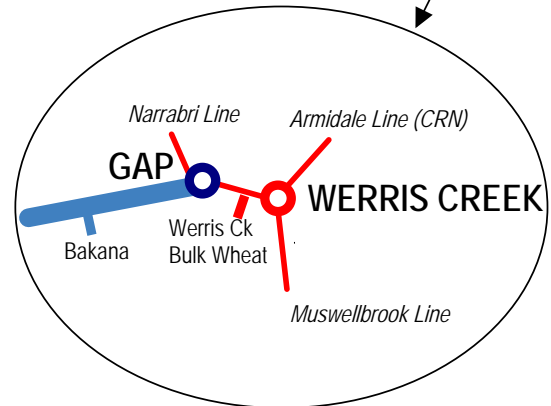 Narrabri Line
Armidale Line (CRN)
GAP
WERRIS CREEK
Werris Ck
Bulk Wheat
Bakana
Muswellbrook Line